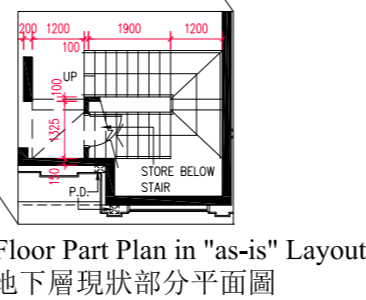 200 1200 1900 1200
100
UP
100
1325
150
STORE BELOW
STAIR
P.D.
Floor Part Plan in "as-is" Layout
地下層現狀部分平面圖